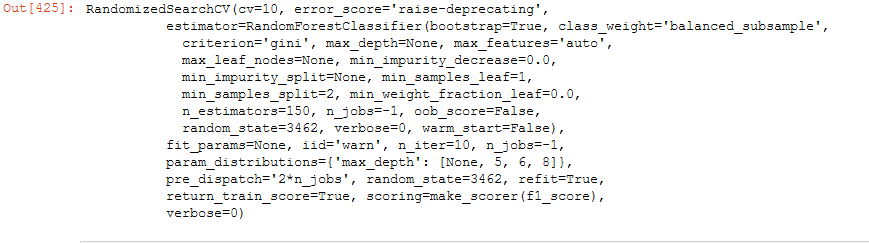 Out[425]: RandomizedSearchCV(cv=10, error_score='raise-deprecating',
estimator=RandomForestClassifier(bootstrap=True, class_weight='balanced_subsample',
criterion='gini', max_depth=None, max_features='auto',
max_leaf_nodes=None, min_impurity_decrease=0.0,
min_impurity_split=None, min_samples_leaf=1,
min_samples_split=2, min_weight_fraction_leaf=0.0,
n_estimators=150, n_jobs=-1, oob_score=False,
random_state=3462, verbose=0, warm_start=False),
fit_params=None, iid='warn', n_iter=10, n_jobs=-1,
param_distributions={'max_depth': [None, 5, 6, 8]},
pre_dispatch='2*n_jobs', random_state=3462, refit=True,
return_train_score=True, scoring=make_scorer(f1_score),
verbose=0)